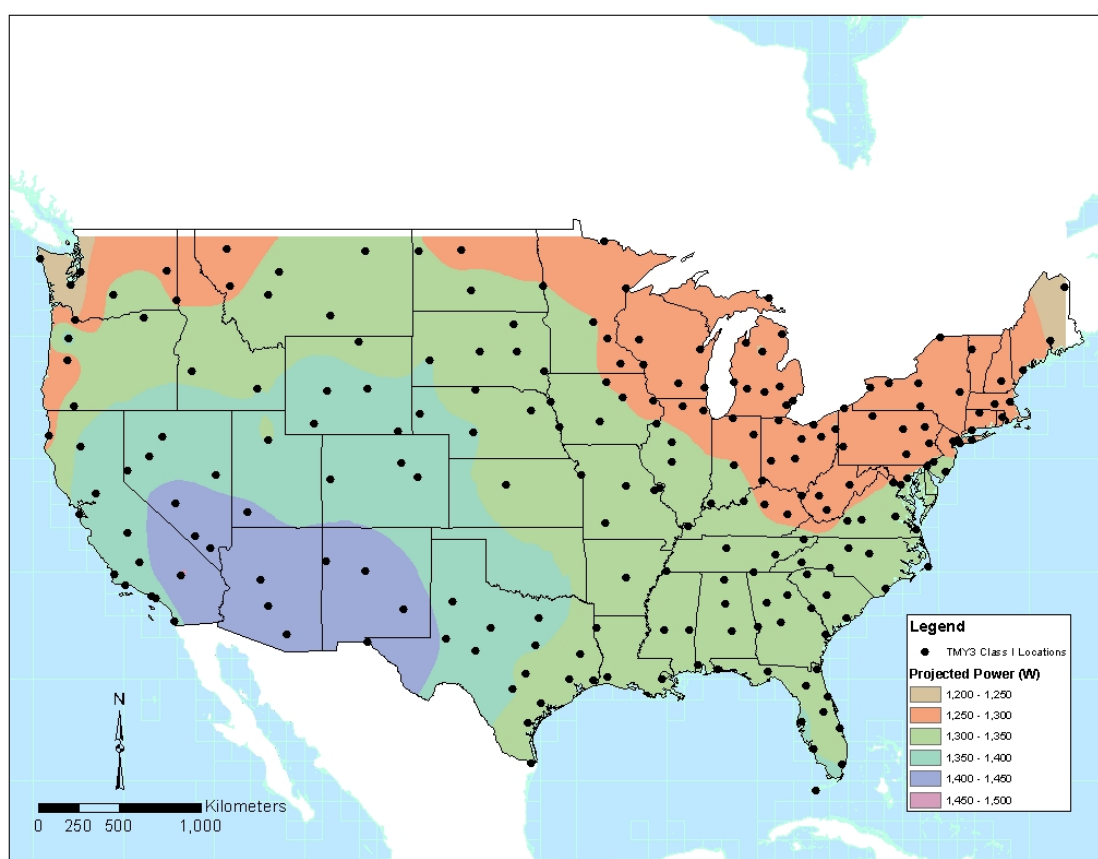 N
Kilometers
0 250 500 1,000
Legend
TMY3 Class I Locations
Projected Power (W)
1,200 - 1,250
1,250 - 1,300
1,300 - 1,350
1,350 - 1,400
1,400 - 1,450
1,450 - 1,500